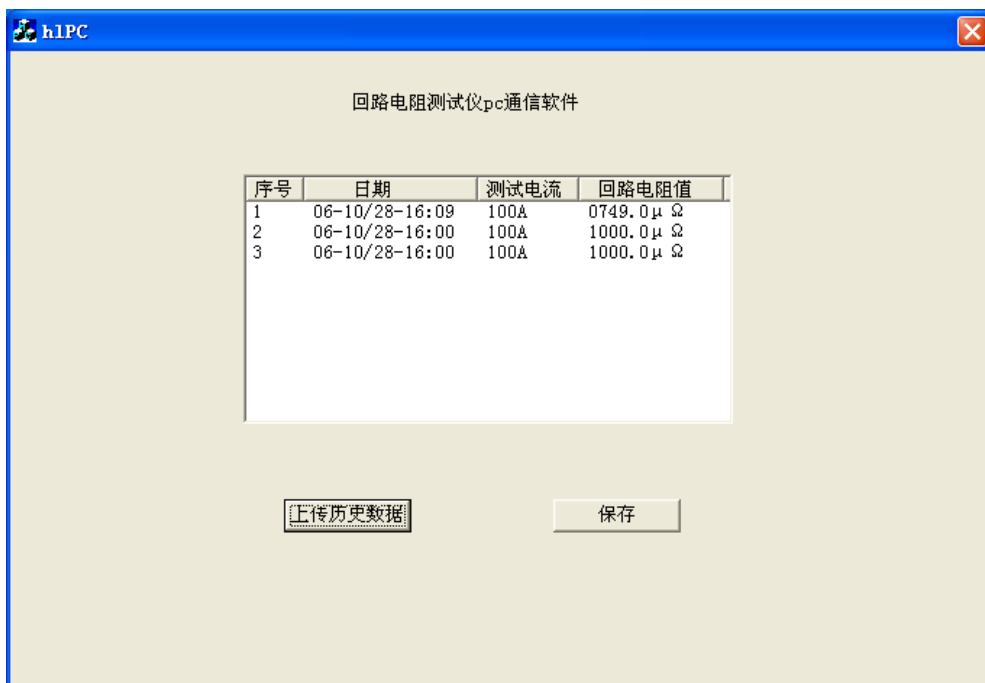 hlPC
回路电阻测试仪pc通信软件
序号 日期 测试电流 回路电阻值
1 06-10/28-16:09 100A 0749.0μΩ
2 06-10/28-16:00 100A 1000.0μΩ
3 06-10/28-16:00 100A 1000.0μΩ
上传历史数据 保存